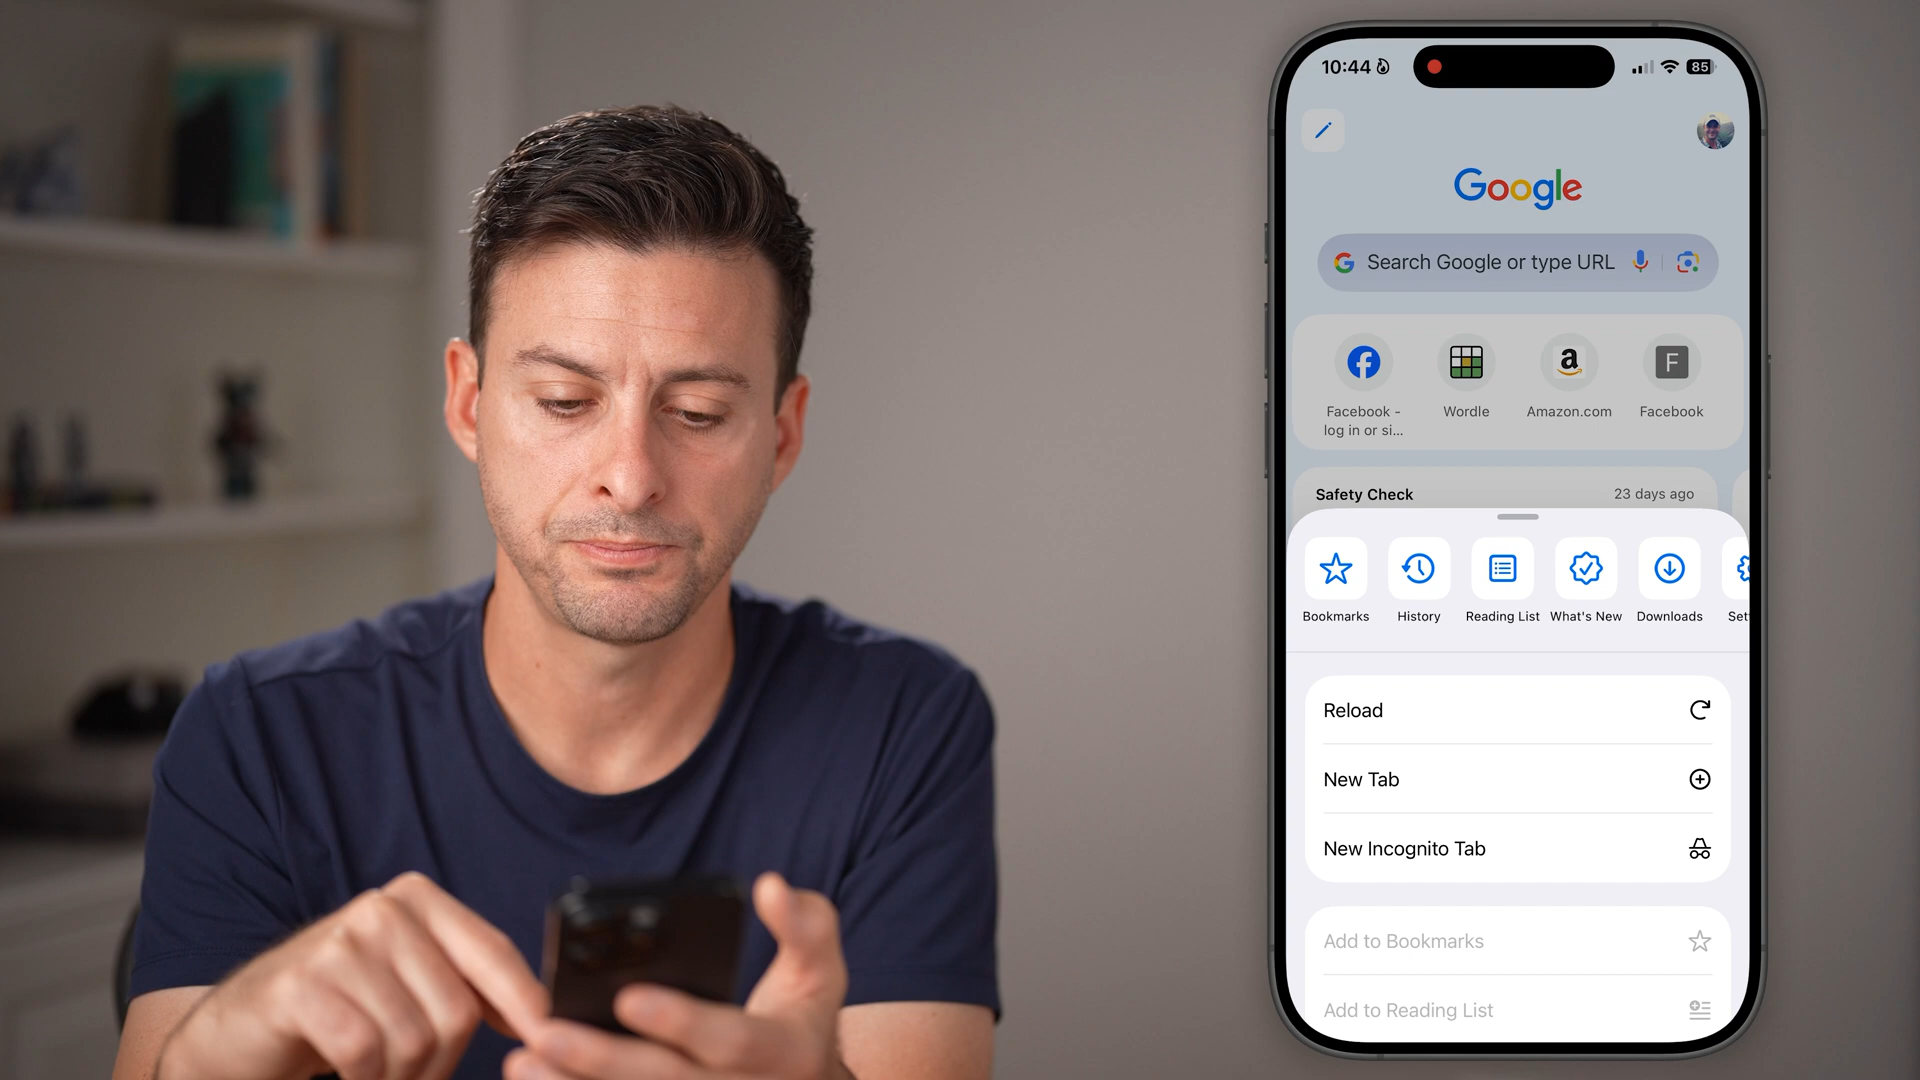 10:44
85
Google
Search Google or type URL
a
F
Facebook -
log in or si...
Wordle
Amazon.com
Facebook
Safety Check
23 days ago
Bookmarks
History
Reading List
What's New
Downloads
Set
Reload
New Tab
New Incognito Tab
Add to Bookmarks
Add to Reading List